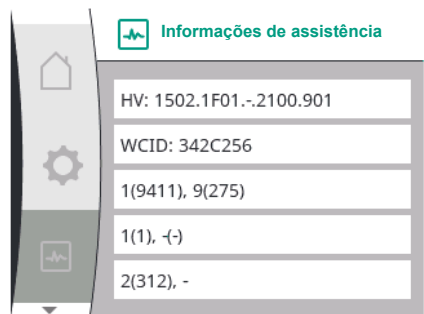 Informações de assistência
HV: 1502.1F01.-.2100.901
WCID: 342C256
1(9411), 9(275)
1(1), -(-)
2(312), -